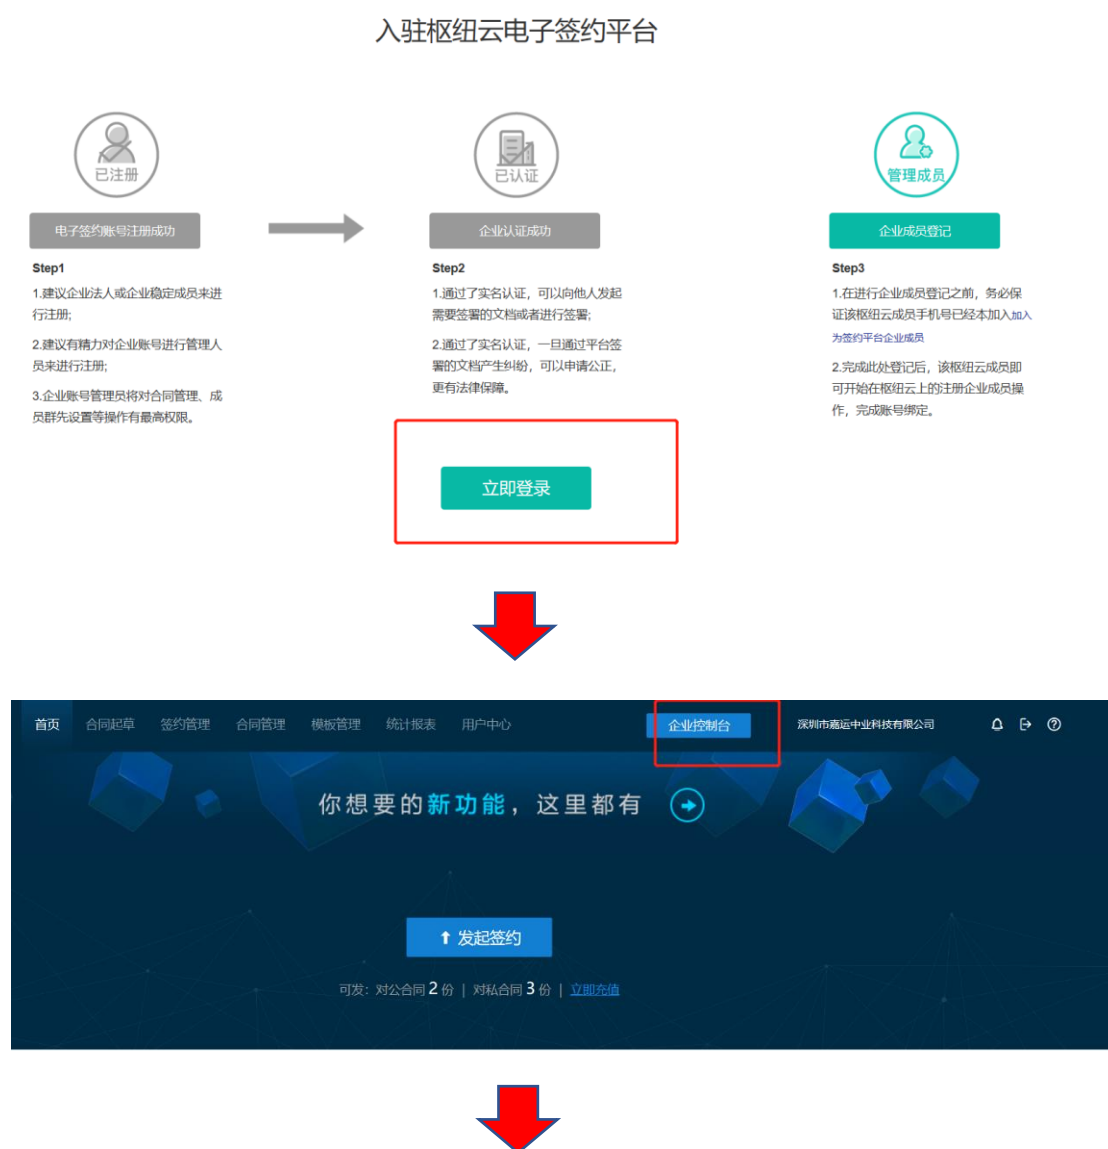 入驻枢纽云电子签约平台
已注册
电子签约账号注册成功
Step1
1.建议企业法人或企业稳定成员来进
行注册;
2.建议有精力对企业账号进行管理人
员来进行注册;
3.企业账号管理员将对合同管理、成
员群先设置等操作有最高权限。
已认证
企业认证成功
Step2
1.通过了实名认证，可以向他人发起
需要签署的文档或者进行签署;
2.通过了实名认证，一旦通过平台签
署的文档产生纠纷，可以申请公正，
更有法律保障。
管理成员
企业成员登记
Step3
1.在进行企业成员登记之前，务必保
证该枢纽云成员手机号已经本加入加入
为签约平台企业成员
2.完成此处登记后，该枢纽云成员即
可开始在枢纽云上的注册企业成员操
作，完成账号绑定。
立即登录
首页 合同起草 签约管理 合同管理 模板管理 统计报表 用户中心 企业控制台 深圳市嘉运中业科技有限公司
你想要的新功能，这里都有
发起签约
可发：对公合同 2 份 | 对私合同 3 份 | 立即充值